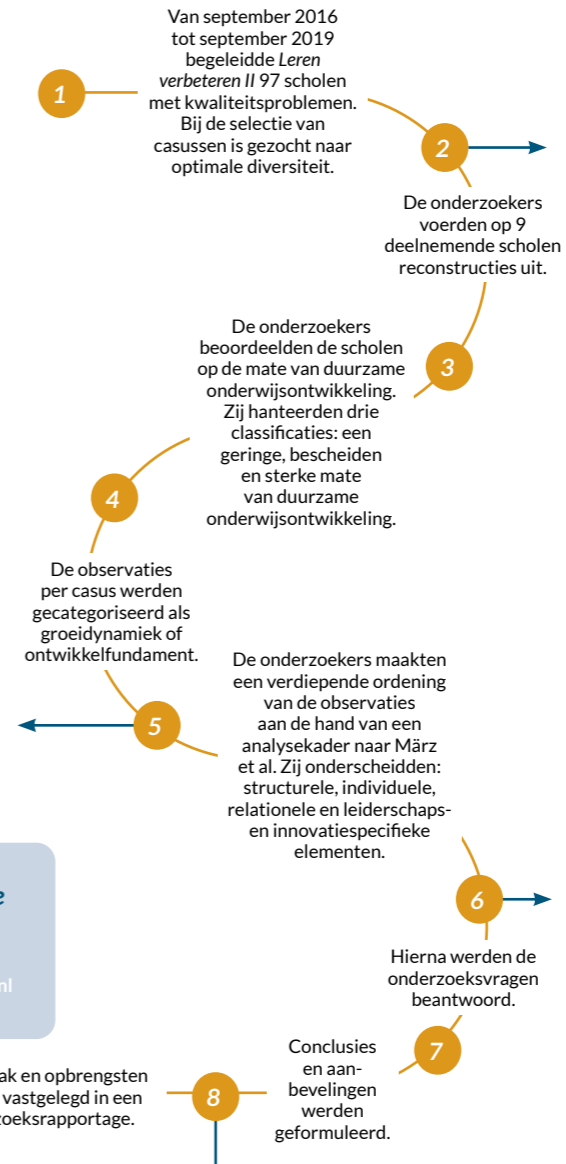 1
Van september 2016
tot september 2019
begeleidde Leren
verbeteren II 97 scholen
met kwaliteitsproblemen.
Bij de selectie van
casussen is gezocht naar
optimale diversiteit.
2
De onderzoekers
voerden op 9
deelnemende scholen
reconstructies uit.
3
De onderzoekers
beoordeelden de scholen
op de mate van duurzame
onderwijsontwikkeling.
Zij hanteerden drie
classificaties: een
geringe, bescheiden
en sterke mate
van duurzame
onderwijsontwikkeling.
4
De observaties
per casus werden
gecategoriseerd als
groeidynamiek of
ontwikkelfundament.
5
De onderzoekers maakten
een verdiepende ordening
van de observaties
aan de hand van een
analysekader naar März
et al. Zij onderscheidden:
structurele, individuele,
relationele en leiderschaps-
en innovatiespecifieke
elementen.
6
Hierna werden de
onderzoeksvragen
beantwoord.
7
Conclusies
en aan-
bevelingen
werden
geformuleerd.
8
ak en opbrengsten
vastgelegd in een
zoeksrapportage.
e
nl